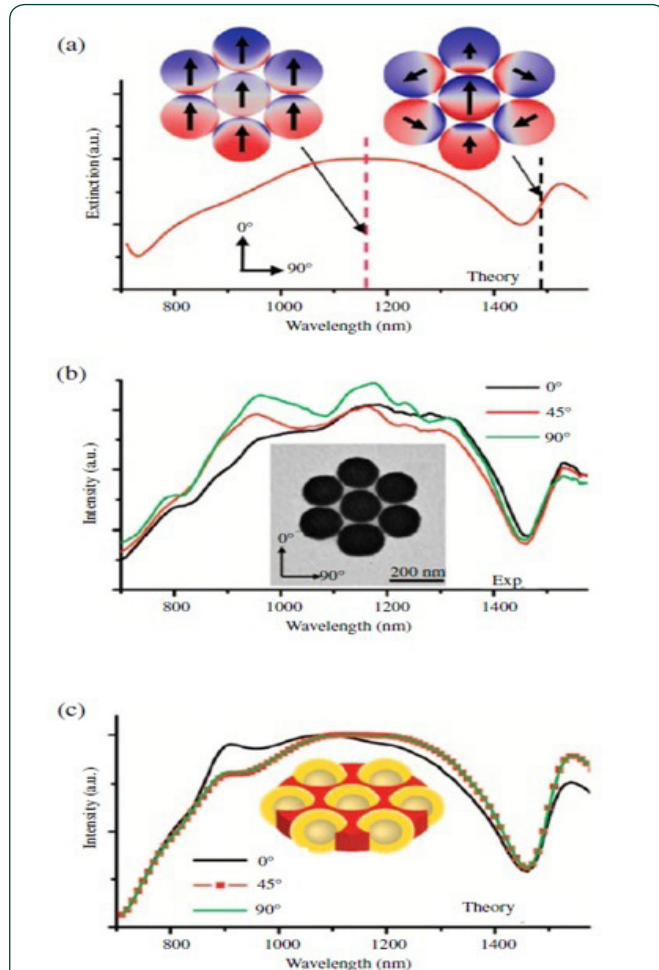 (a)
Extinction (a.u.)
0°
90°
Theory
800 1000 1200 1400
Wavelength (nm)
(b)
Intensity (a.u.)
0°
45°
90°
0°
90°
200 nm
Exp
800 1000 1200 1400
Wavelength (nm)
(c)
Intensity (a.u.)
0°
45°
90°
Theory
800 1000 1200 1400
Wavelength (nm)